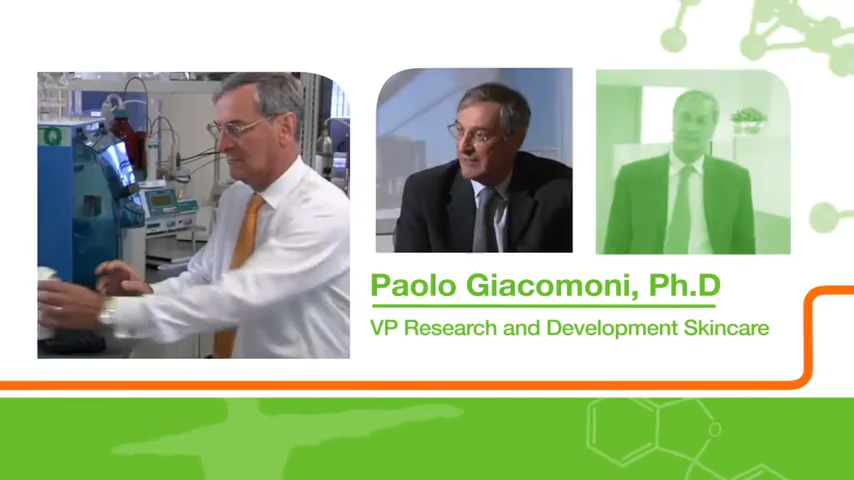 Paolo Giacomoni, Ph.D
VP Research and Development Skincare